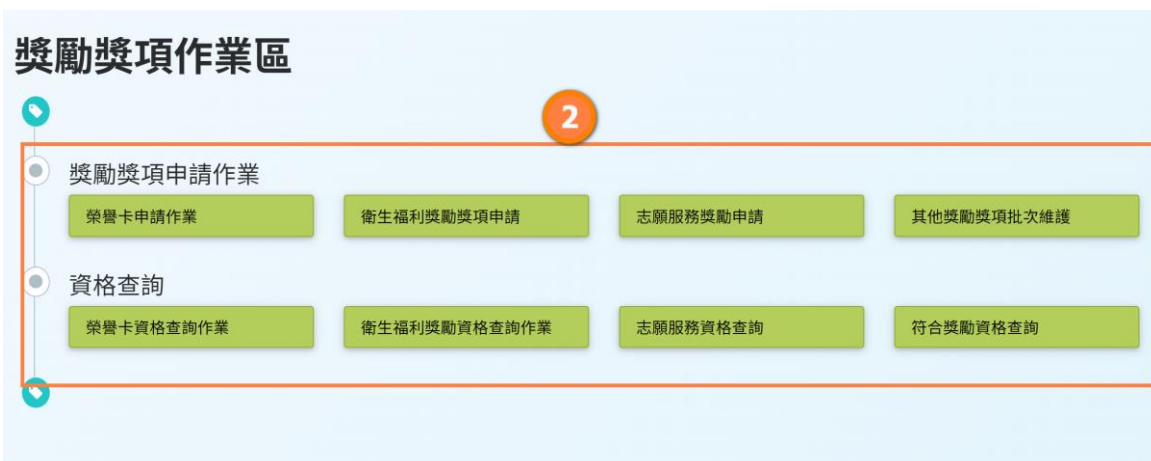 獎勵獎項作業區
2
獎勵獎項申請作業
榮譽卡申請作業
衛生福利獎勵獎項申請
志願服務獎勵申請
其他獎勵獎項批次維護
資格查詢
榮譽卡資格查詢作業
衛生福利獎勵資格查詢作業
志願服務資格查詢
符合獎勵資格查詢